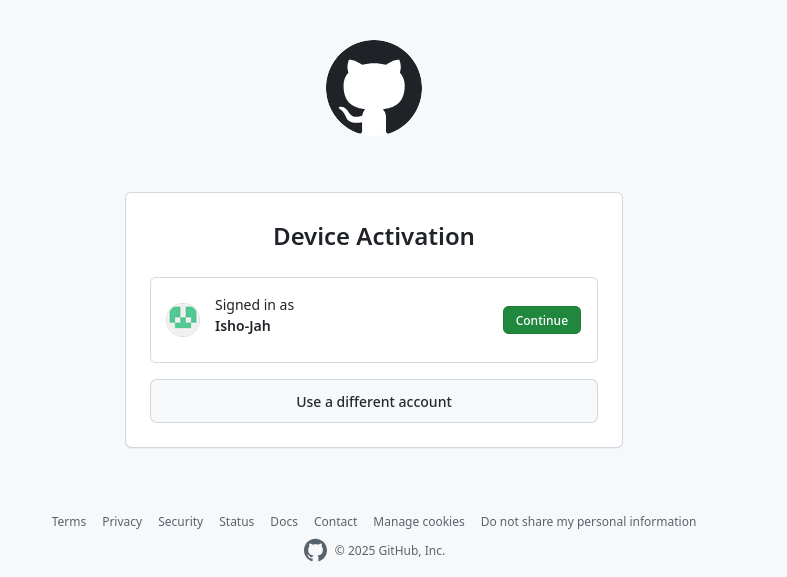 Device Activation
Signed in as
Isho-Jah
Continue
Use a different account
Terms Privacy Security Status Docs Contact Manage cookies Do not share my personal information
© 2025 GitHub, Inc.